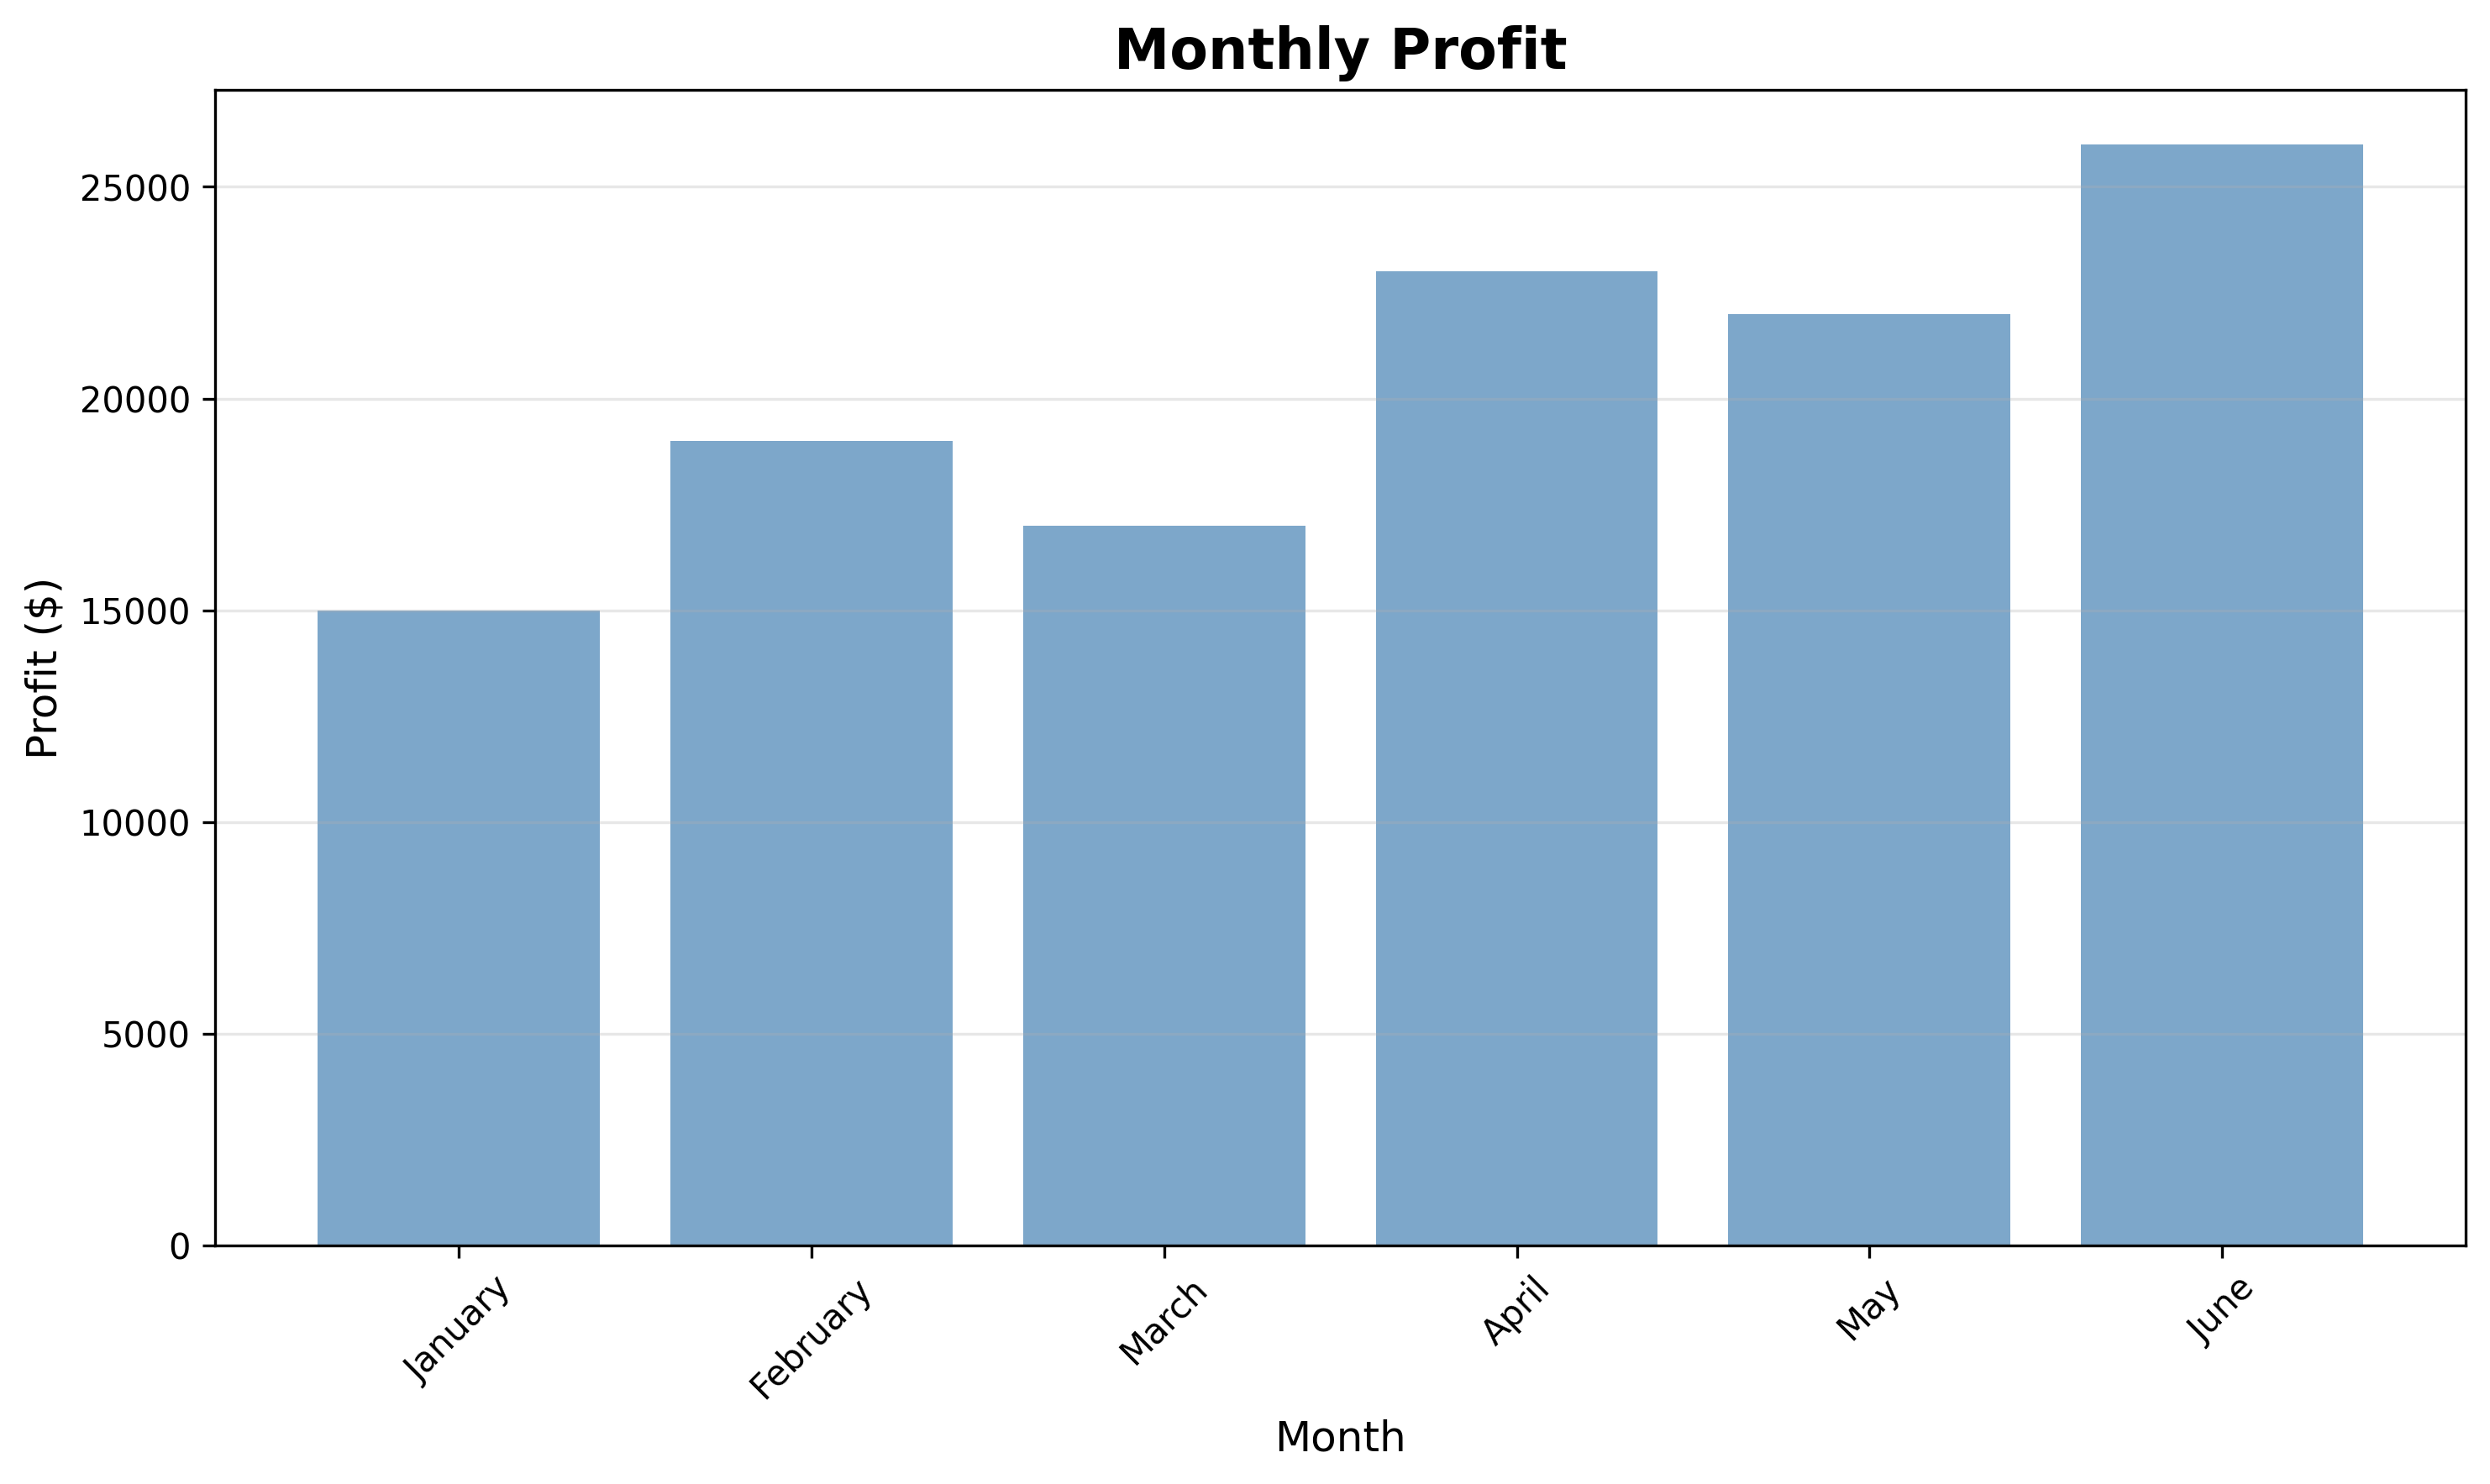 Monthly Profit
Profit ($)
25000
20000
15000
10000
5000
0
January
February
March
April
May
June
Month